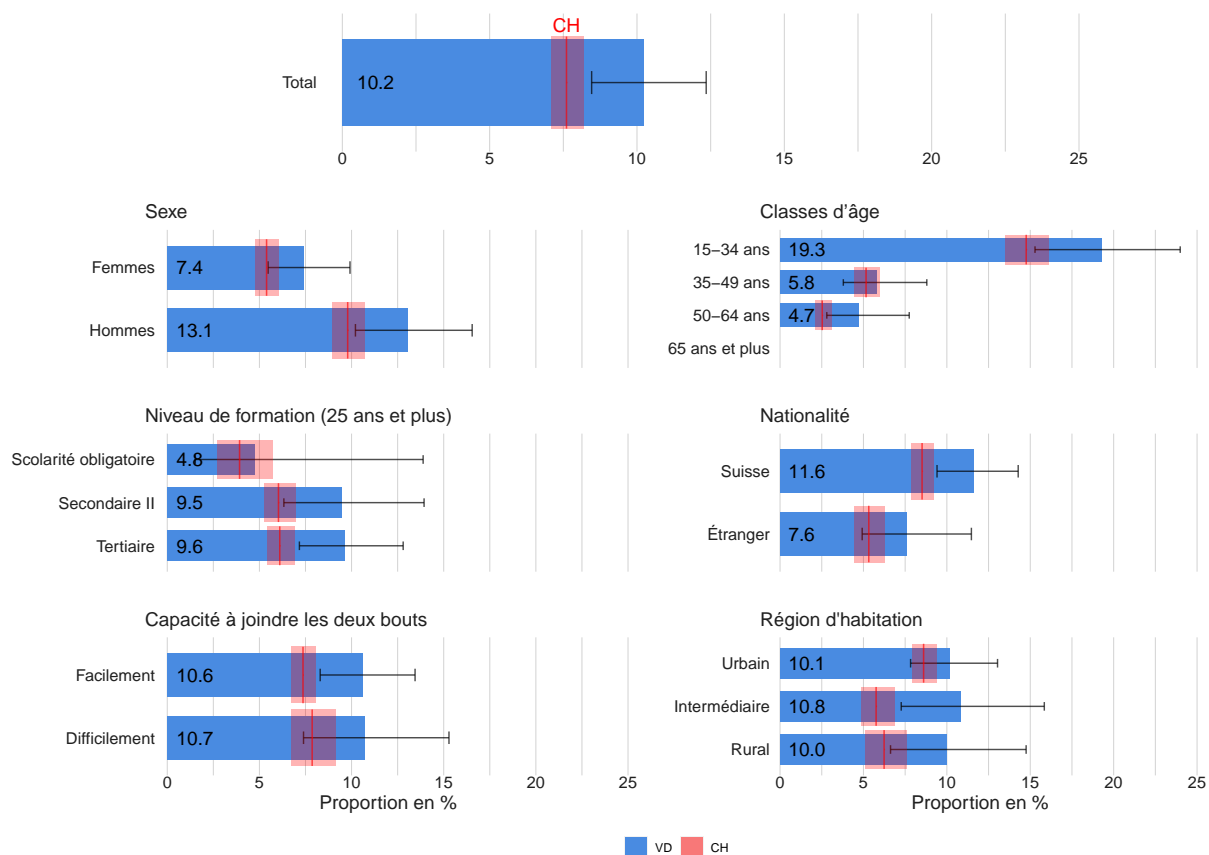 CH
Total
10.2
0 5 10 15 20 25
Sexe
Femmes
7.4
Hommes
13.1
Classes d'âge
15–34 ans
19.3
35–49 ans
5.8
50–64 ans
4.7
65 ans et plus
Niveau de formation (25 ans et plus)
Scolarité obligatoire
4.8
Secondaire II
9.5
Tertiaire
9.6
Nationalité
Suisse
11.6
Étranger
7.6
Capacité à joindre les deux bouts
Facilement
10.6
Difficilement
10.7
0 5 10 15 20 25
Proportion en %
Région d'habitation
Urbain
10.1
Intermédiaire
10.8
Rural
10.0
0 5 10 15 20 25
Proportion en %
VD CH